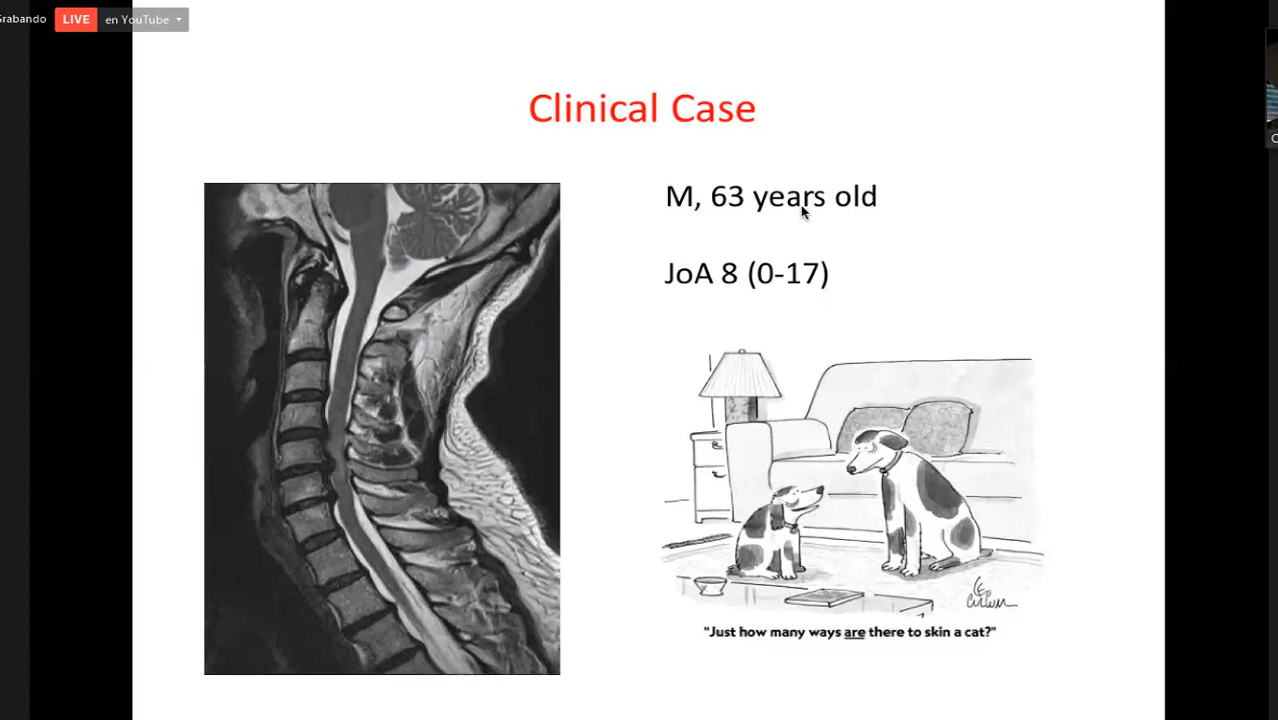 Grabando
LIVE
en YouTube
Clinical Case
M, 63 years old
JoA 8 (0-17)
"Just how many ways are there to skin a cat?"